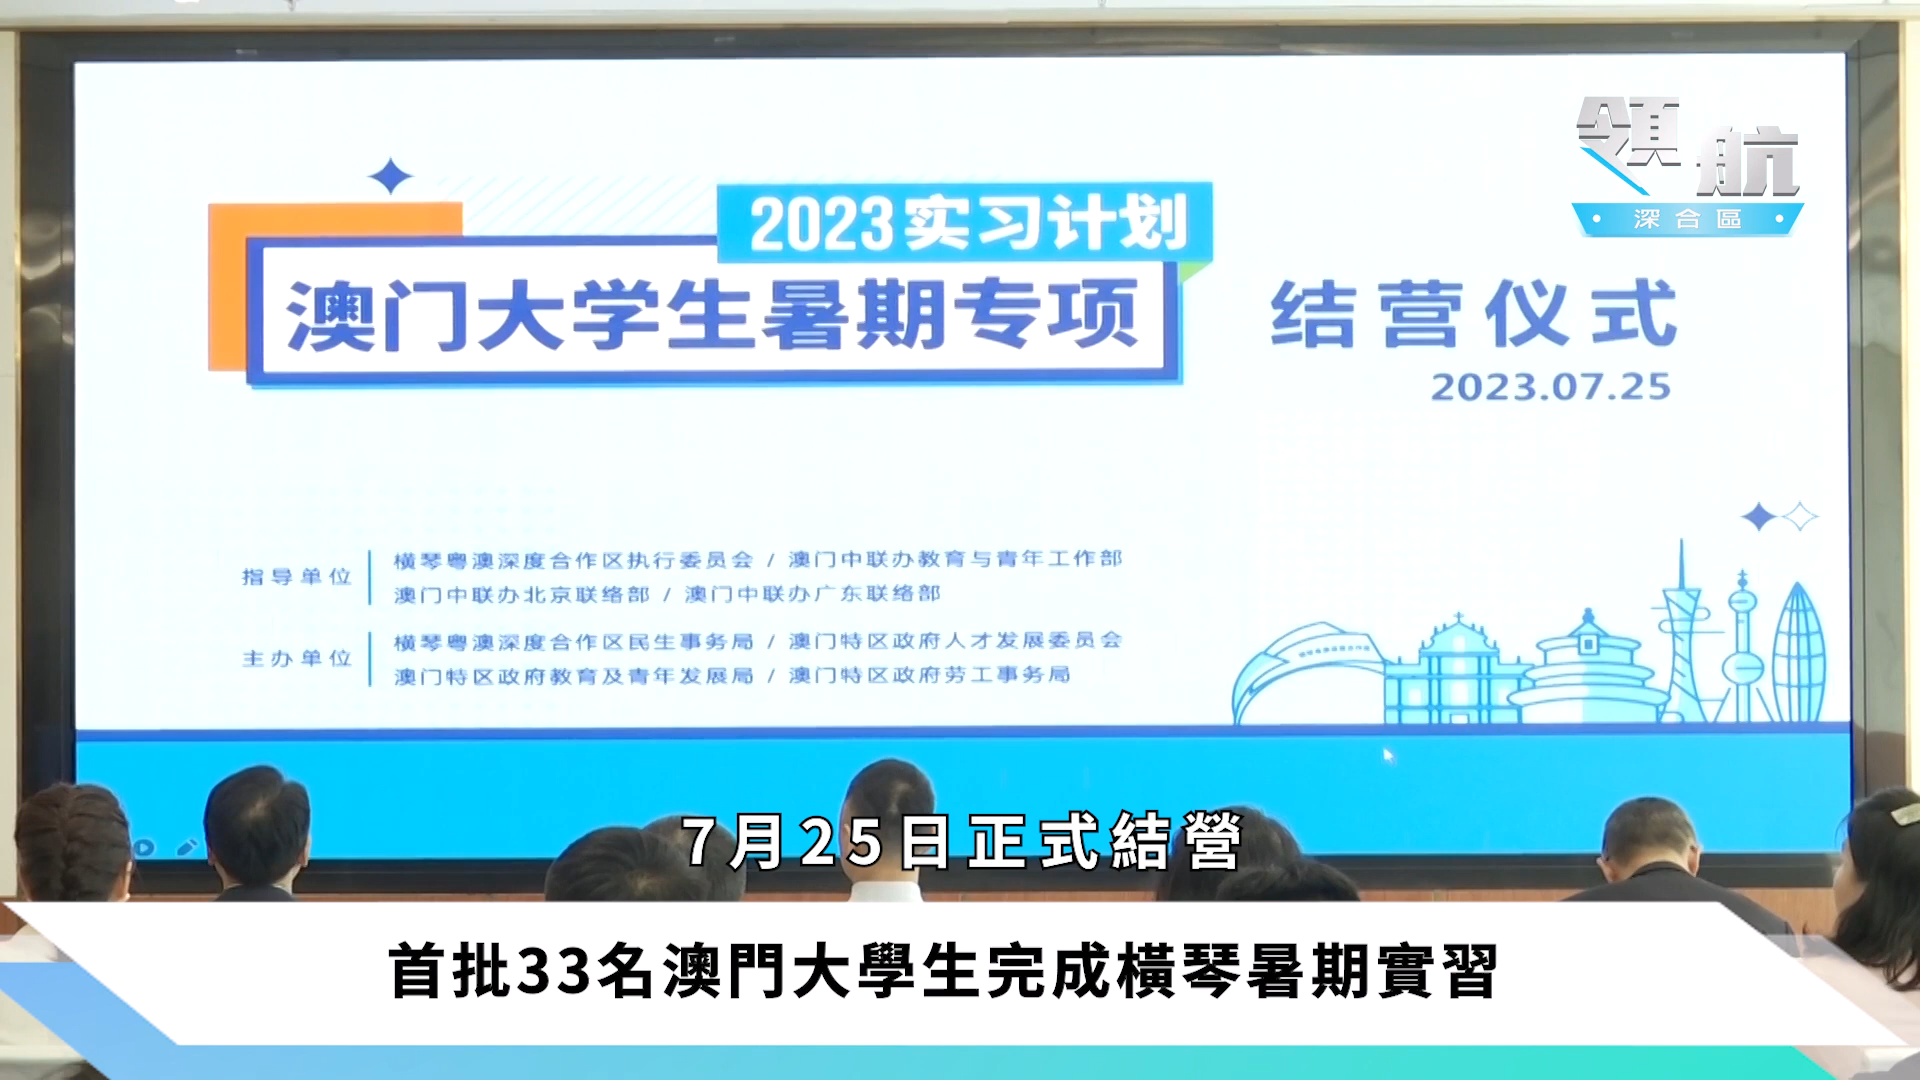 领航
深合區
2023实习计划
澳门大学生暑期专项
结营仪式
2023.07.25
指导单位
横琴粤澳深度合作区执行委员会 / 澳门中联办教育与青年工作部
澳门中联办北京联络部 / 澳门中联办广东联络部
主办单位
横琴粤澳深度合作区民生事务局 / 澳门特区政府人才发展委员会
澳门特区政府教育及青年发展局 / 澳门特区政府劳工事务局
7月25日正式結營
首批33名澳門大學生完成橫琴暑期實習